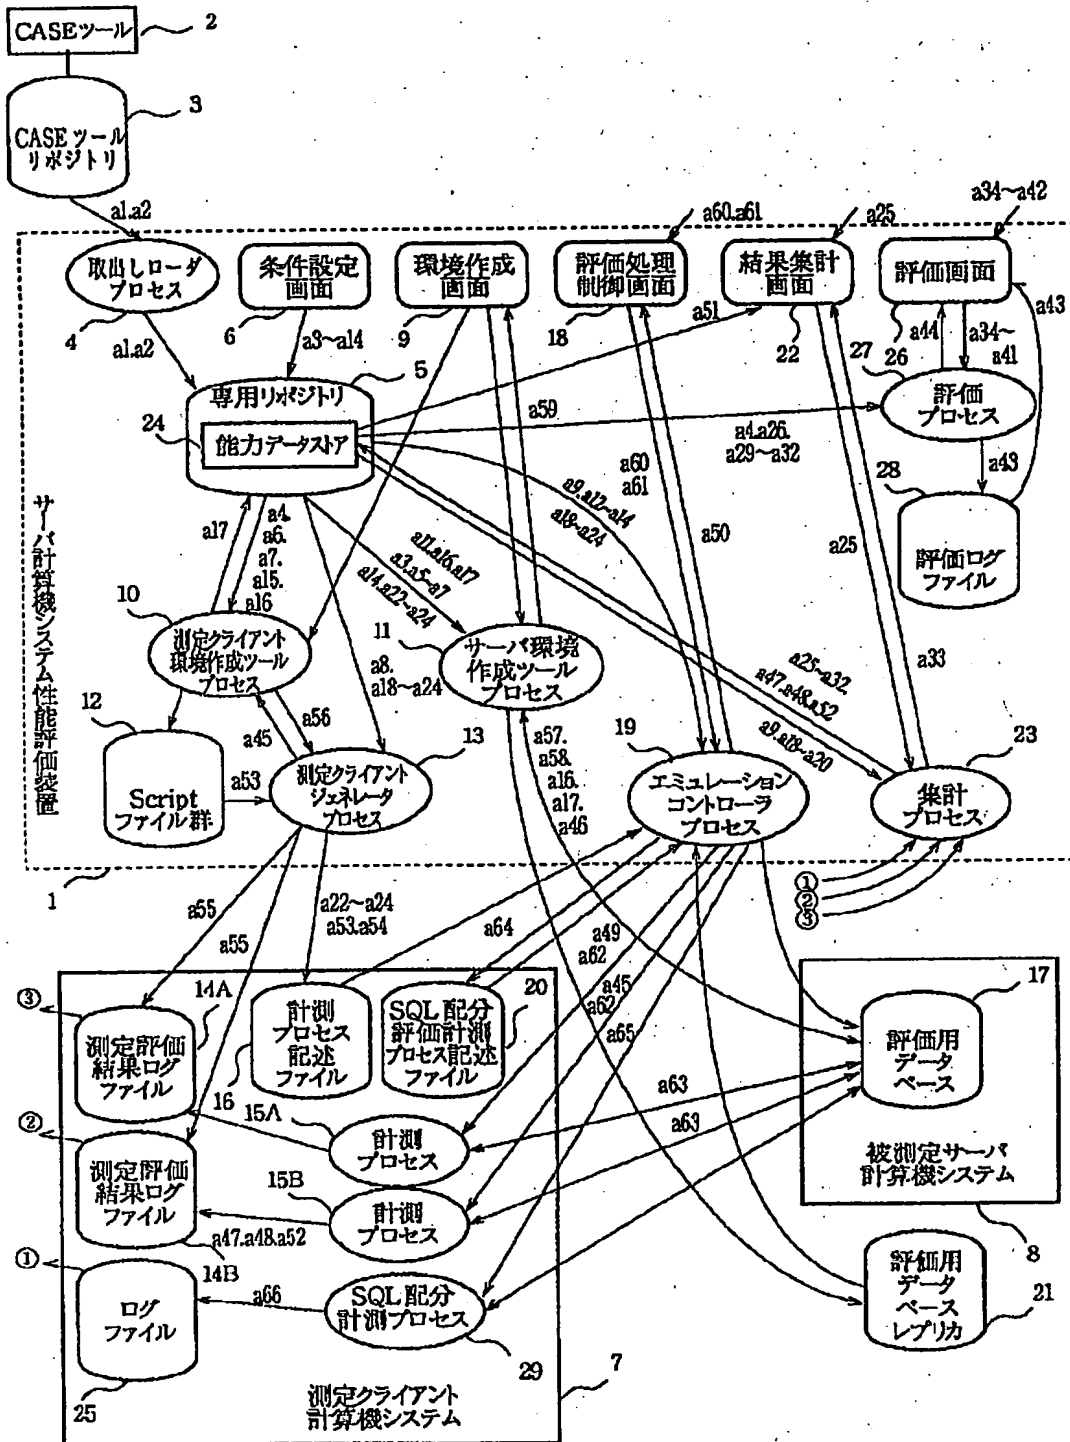 CASEツール
2
3
CASEツール
リポジトリ
a1.a2
a60.a61
a25
a34~a42
取出しローダ
プロセス
条件設定
画面
環境作成
画面
評価処理
制御画面
結果集計
画面
評価画面
4
a1.a2
6
a3~a14
9
18
a51
22
27
26
a44
a34~
a41
a43
5
専用リポジトリ
24
能力データストア
a59
a4.a26.
a29~a32
評価
プロセス
a43
28
評価ログ
ファイル
サーバ計算機システム性能評価装置
a17
a4.
a6.
a7.
a15.
a16
a11.a16.a17
a3.a5~a7
a14.a22~a24
a9.a12~a14
a18~a24
a60
a61
a50
a25
a33
10
測定クライアント
環境作成ツール
プロセス
11
サーバ環境
作成ツール
プロセス
a8.
a18~a24
a25~a32.
a47.a48.a52
a9.a18~a20
12
Script
ファイル群
a45
a56
a53
13
測定クライアント
ジェネレータ
プロセス
a57.
a58.
a16.
a17.
a46
19
エミュレーション
コントローラ
プロセス
23
集計
プロセス
1
①
②
③
a55
a55
a22~a24
a53.a54
a64
a49
a62
a45
a62
a65
③
14A
測定評価
結果ログ
ファイル
計測
プロセス
記述
ファイル
16
20
SQL配分
評価計測
プロセス記述
ファイル
17
評価用
データ
ベース
被測定サーバ
計算機システム
8
②
測定評価
結果ログ
ファイル
14B
15A
計測
プロセス
a63
15B
計測
プロセス
a63
a47.a48.a52
①
ログ
ファイル
25
a66
SQL配分
計測プロセス
29
7
測定クライアント
計算機システム
評価用
データ
ベース
レプリカ
21